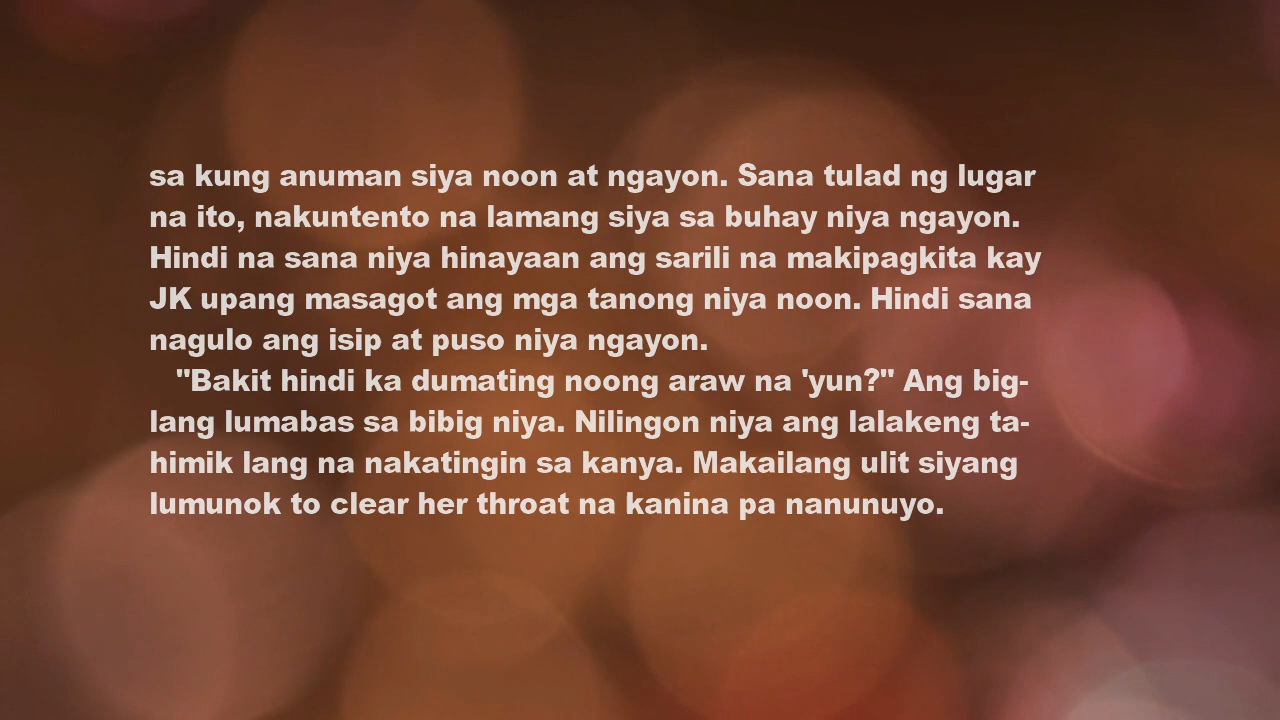 sa kung anuman siya noon at ngayon. Sana tulad ng lugar
na ito, nakuntento na lamang siya sa buhay niya ngayon.
Hindi na sana niya hinayaan ang sarili na makipagkita kay
JK upang masagot ang mga tanong niya noon. Hindi sana
nagulo ang isip at puso niya ngayon.
"Bakit hindi ka dumating noong araw na 'yun?" Ang big-
lang lumabas sa bibig niya. Nilingon niya ang lalakeng ta-
himik lang na nakatingin sa kanya. Makailang ulit siyang
lumunok to clear her throat na kanina pa nanunuyo.